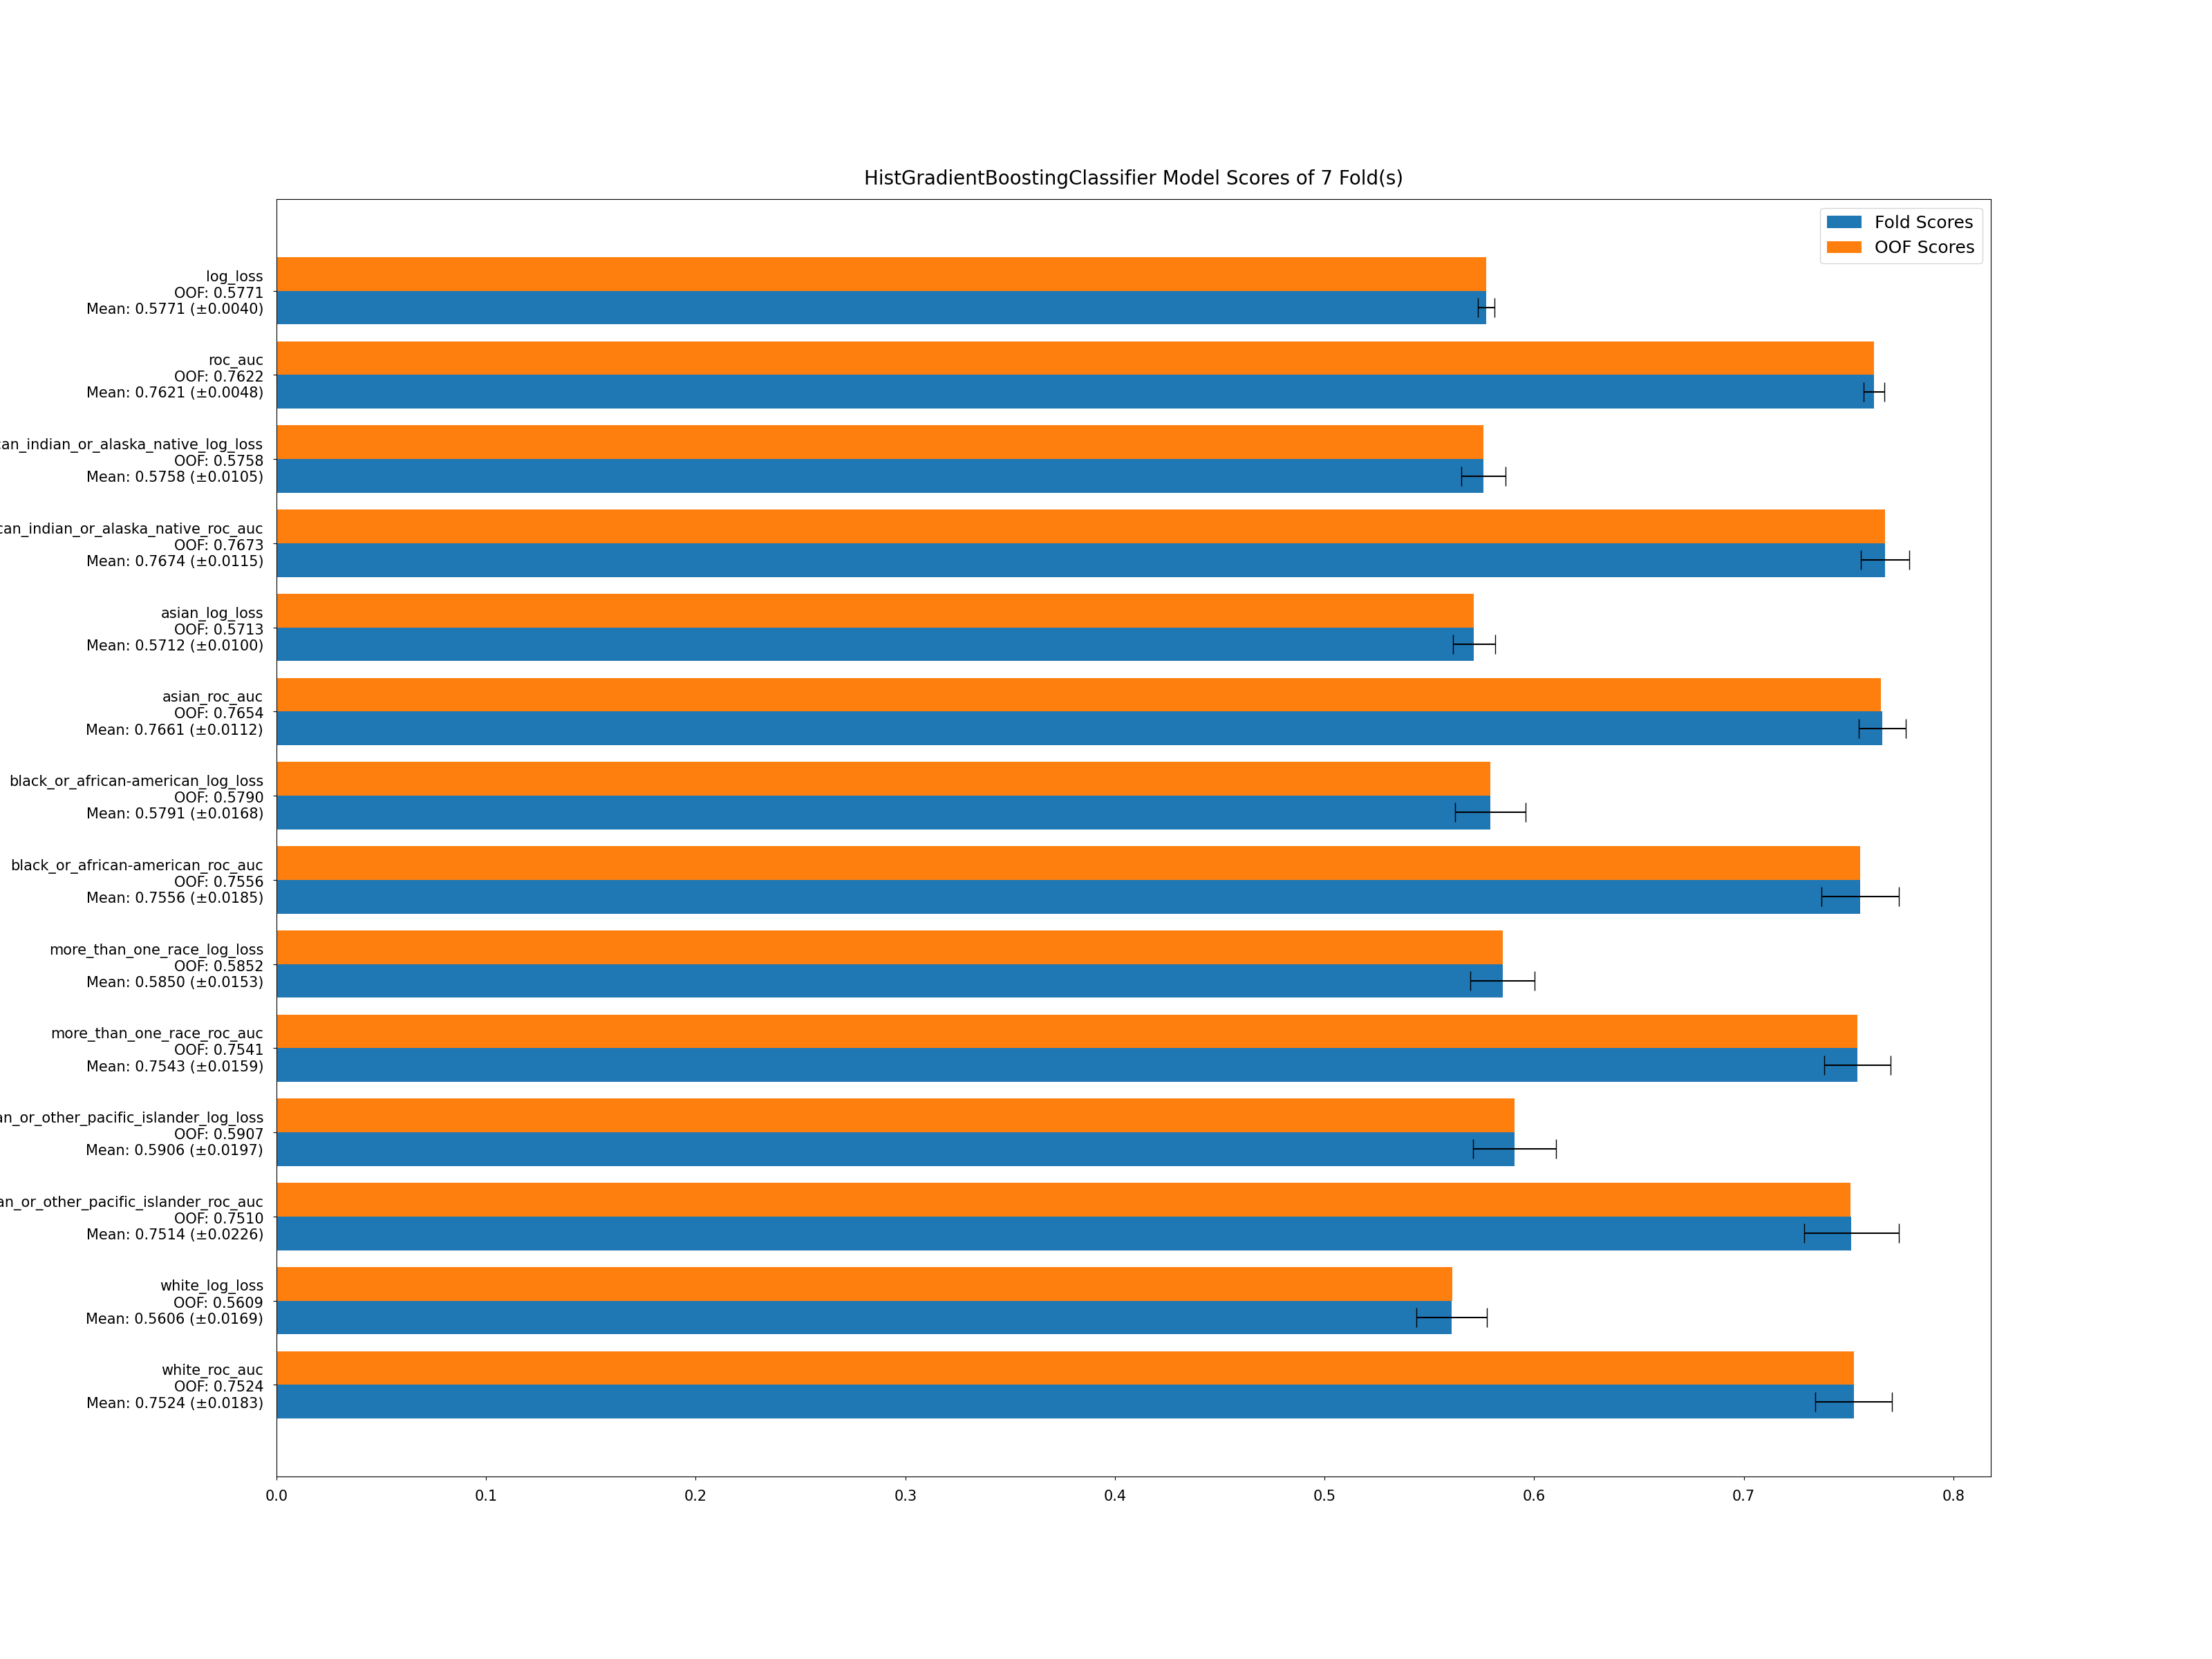 HistGradientBoostingClassifier Model Scores of 7 Fold(s)
Fold Scores
OOF Scores
log_loss
OOF: 0.5771
Mean: 0.5771 (±0.0040)
roc_auc
OOF: 0.7622
Mean: 0.7621 (±0.0048)
can_indian_or_alaska_native_log_loss
OOF: 0.5758
Mean: 0.5758 (±0.0105)
can_indian_or_alaska_native_roc_auc
OOF: 0.7673
Mean: 0.7674 (±0.0115)
asian_log_loss
OOF: 0.5713
Mean: 0.5712 (±0.0100)
asian_roc_auc
OOF: 0.7654
Mean: 0.7661 (±0.0112)
black_or_african-american_log_loss
OOF: 0.5790
Mean: 0.5791 (±0.0168)
black_or_african-american_roc_auc
OOF: 0.7556
Mean: 0.7556 (±0.0185)
more_than_one_race_log_loss
OOF: 0.5852
Mean: 0.5850 (±0.0153)
more_than_one_race_roc_auc
OOF: 0.7541
Mean: 0.7543 (±0.0159)
an_or_other_pacific_islander_log_loss
OOF: 0.5907
Mean: 0.5906 (±0.0197)
an_or_other_pacific_islander_roc_auc
OOF: 0.7510
Mean: 0.7514 (±0.0226)
white_log_loss
OOF: 0.5609
Mean: 0.5606 (±0.0169)
white_roc_auc
OOF: 0.7524
Mean: 0.7524 (±0.0183)
0.0 0.1 0.2 0.3 0.4 0.5 0.6 0.7 0.8